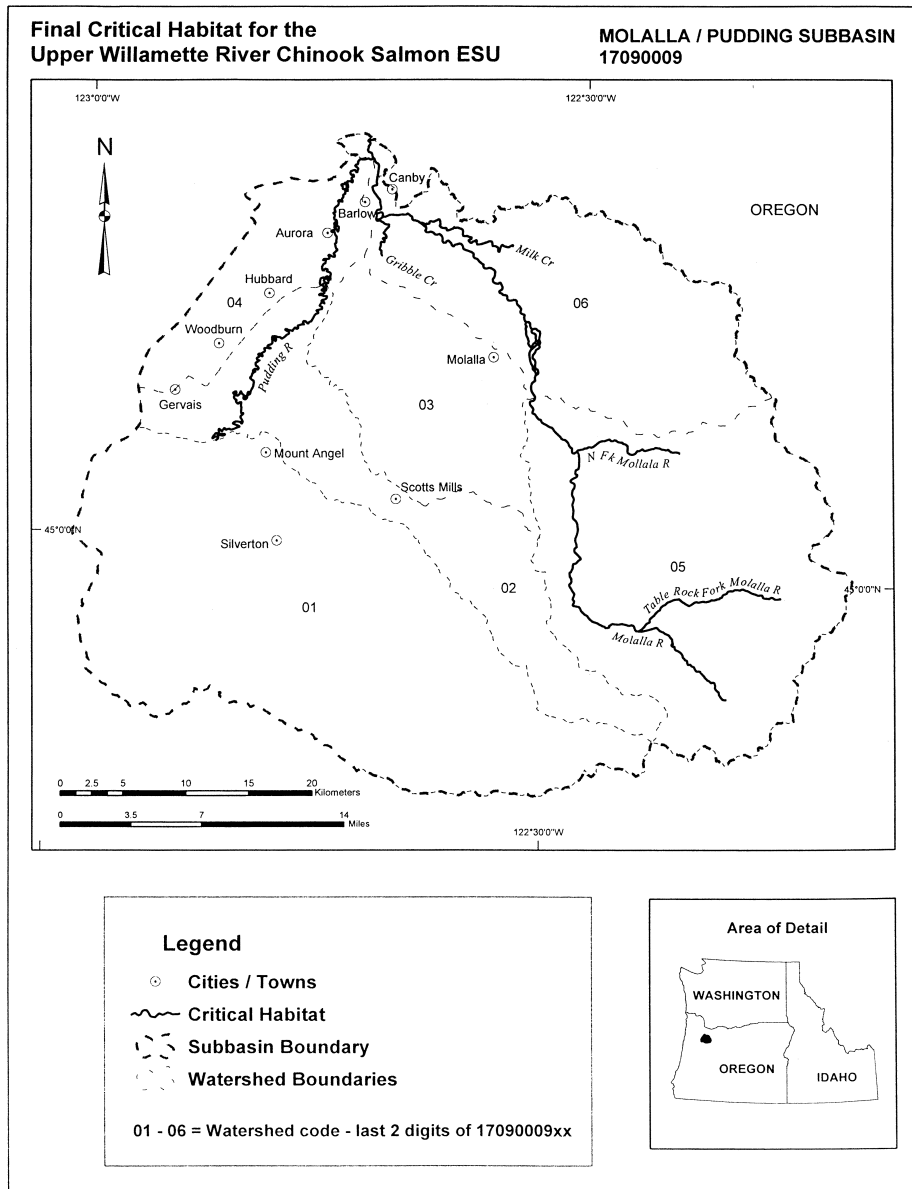 Final Critical Habitat for the
Upper Willamette River Chinook Salmon ESU
MOLALLA / PUDDING SUBBASIN
17090009
123°0'0"W
122°30'0"W
N
OREGON
Canby
Barlow
Aurora
Milk Cr
Gribble Cr
Hubbard
04
06
Woodburn
Pudding R
Molalla
Gervais
03
Mount Angel
N Fk Mollala R
Scotts Mills
45°0'0"N
Silverton
05
02
45°0'0"N
Table Rock Fork Molalla R
01
Molalla R
0 2.5 5 10 15 20
Kilometers
0 3.5 7 14
Miles
122°30'0"W
Legend
Cities / Towns
Critical Habitat
Subbasin Boundary
Watershed Boundaries
01 - 06 = Watershed code - last 2 digits of 17090009xx
Area of Detail
WASHINGTON
OREGON
IDAHO